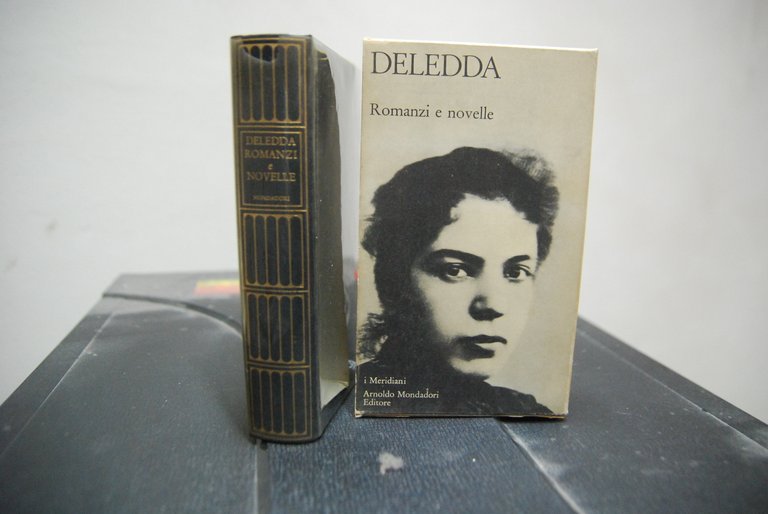 DELEDDA
ROMANZI
e
NOVELLE
MONDADORI
DELEDDA
Romanzi e novelle
i Meridiani
Arnoldo Mondadori
Editore